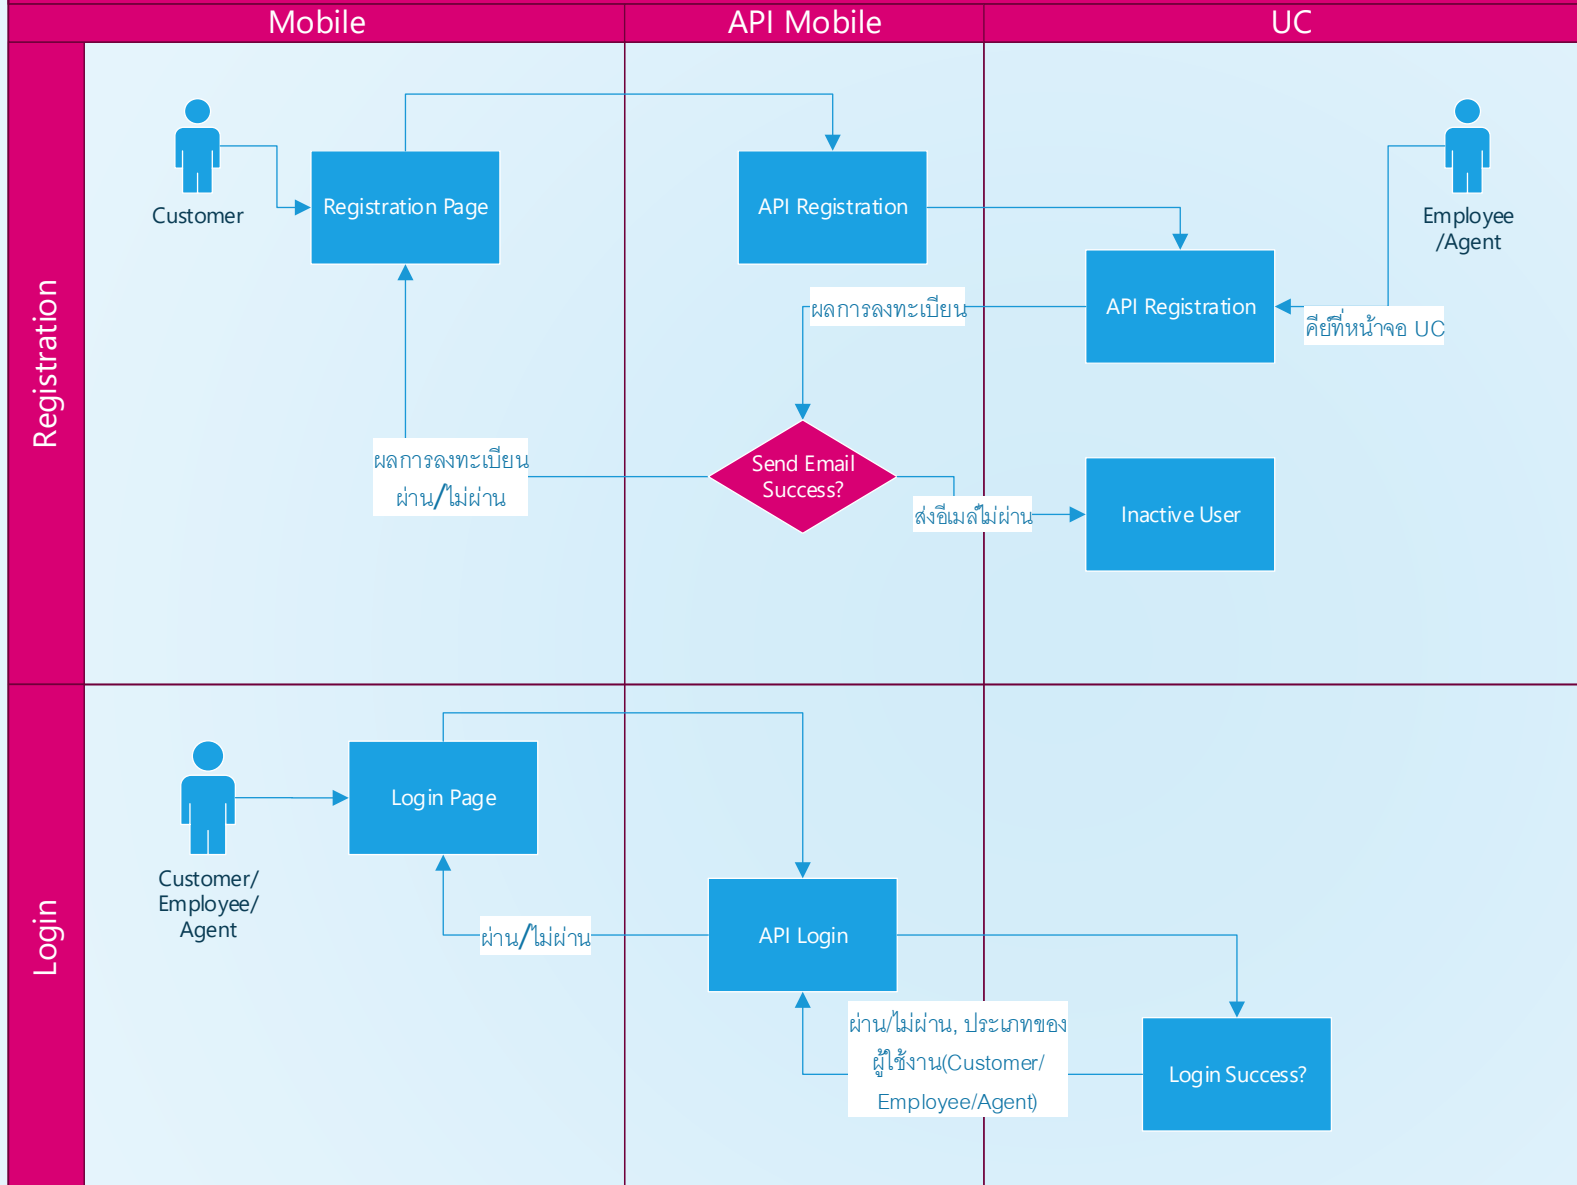 Mobile
API Mobile
UC
Registration
Customer
Registration Page
API Registration
Employee
/Agent
API Registration
ผลการลงทะเบียน
คีย์ที่หน้าจอ UC
ผลการลงทะเบียน
ผ่าน/ไม่ผ่าน
Send Email
Success?
ส่งอีเมล์ไม่ผ่าน
Inactive User
Login
Customer/
Employee/
Agent
Login Page
ผ่าน/ไม่ผ่าน
API Login
ผ่าน/ไม่ผ่าน, ประเภทของ
ผู้ใช้งาน(Customer/
Employee/Agent)
Login Success?